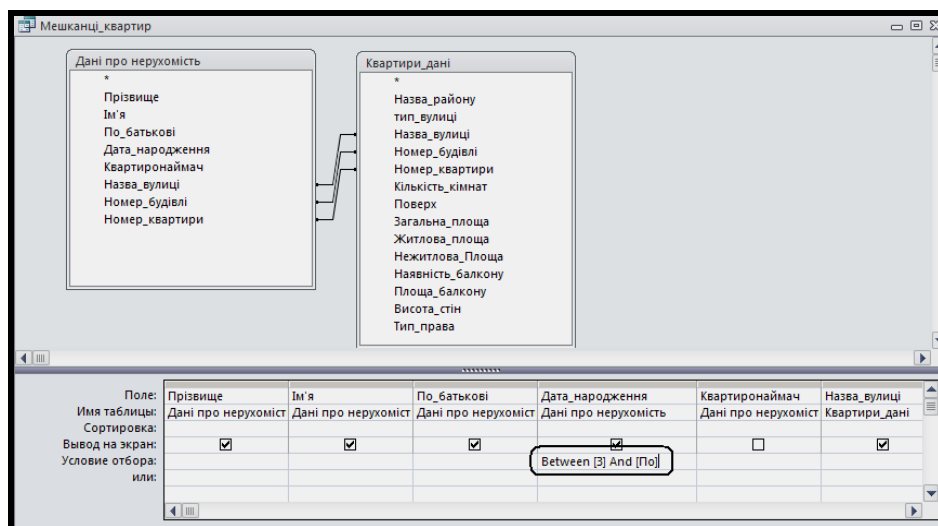 Мешканці_квартир
Дані про нерухомість
*
Прізвище
Ім'я
По_батькові
Дата_народження
Квартиронаймач
Назва_вулиці
Номер_будівлі
Номер_квартири
Квартири_дані
*
Назва_району
тип_вулиці
Назва_вулиці
Номер_будівлі
Номер_квартири
Кількість_кімнат
Поверх
Загальна_площа
Житлова_площа
Нежитлова_Площа
Наявність_балкону
Площа_балкону
Висота_стін
Тип_права
Поле: Прізвище Ім'я По_батькові Дата_народження Квартиронаймач Назва_вулиці
Имя таблицы: Дані про нерухоміст Дані про нерухоміст Дані про нерухоміст Дані про нерухомість Дані про нерухоміст Квартири_дані
Сортировка:
Вывод на экран:
Условие отбора: Between [З] And [По]
или: